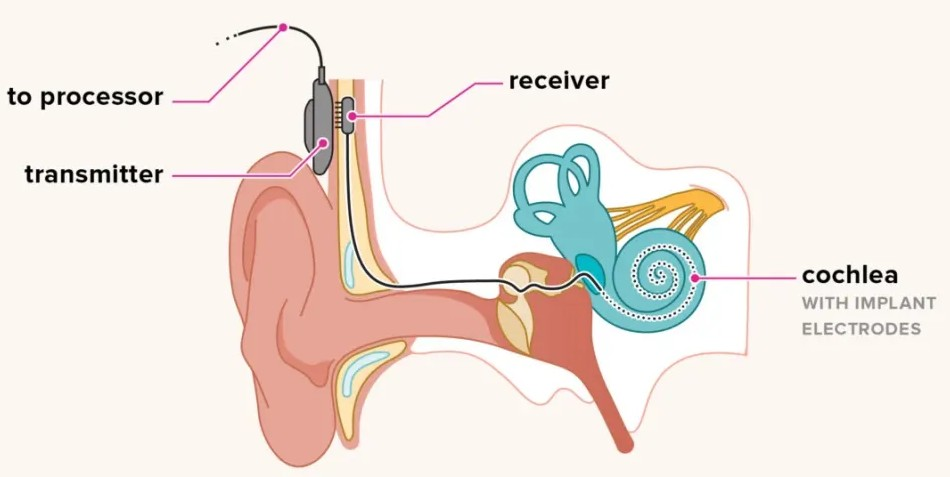 to processor
receiver
transmitter
cochlea
WITH IMPLANT
ELECTRODES